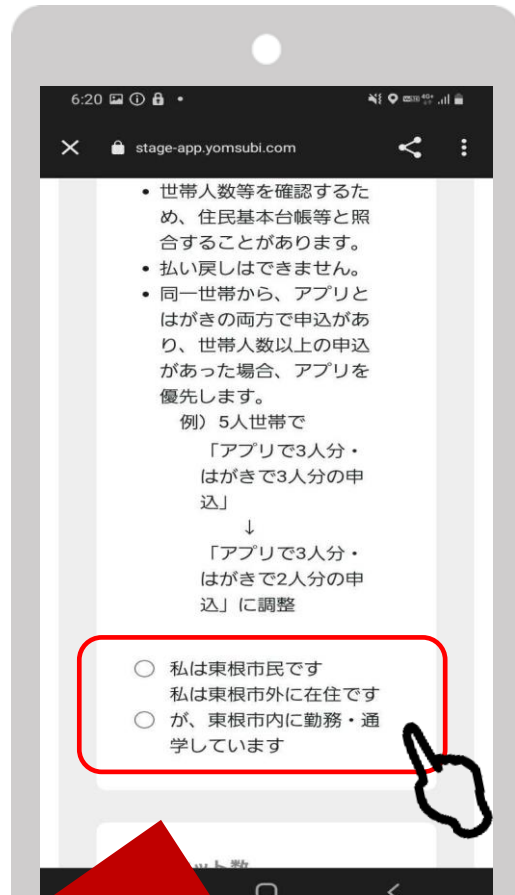 6:20
stage-app.yomsubi.com
• 世帯人数等を確認するた
め、住民基本台帳等と照
合することがあります。
• 払い戻しはできません。
• 同一世帯から、アプリと
はがきの両方で申込があ
り、世帯人数以上の申込
があった場合、アプリを
優先します。
例）5人世帯で
「アプリで3人分・
はがきで3人分の申
込」
↓
「アプリで3人分・
はがきで2人分の申
込」に調整
私は東根市民です
私は東根市外に在住です
が、東根市内に勤務・通
学しています
ット数